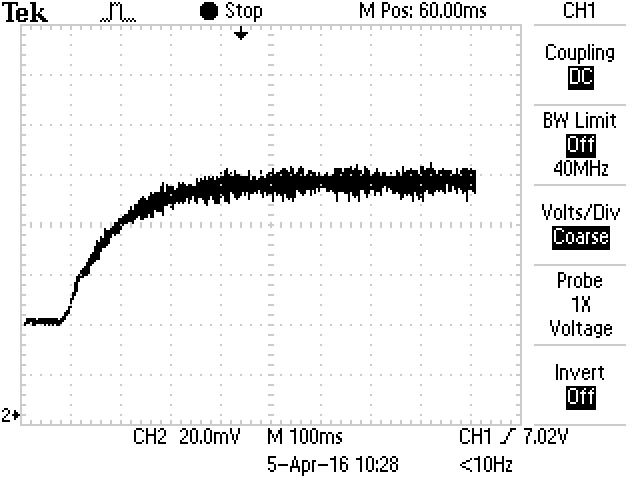 Tek Stop M Pos: 60.00ms CH1
Coupling
DC
BW Limit
Off
40MHz
Volts/Div
Coarse
Probe
1X
Voltage
Invert
Off
2
CH2 20.0mV M 100ms CH1 7.02V
5-Apr-16 10:28 <10Hz